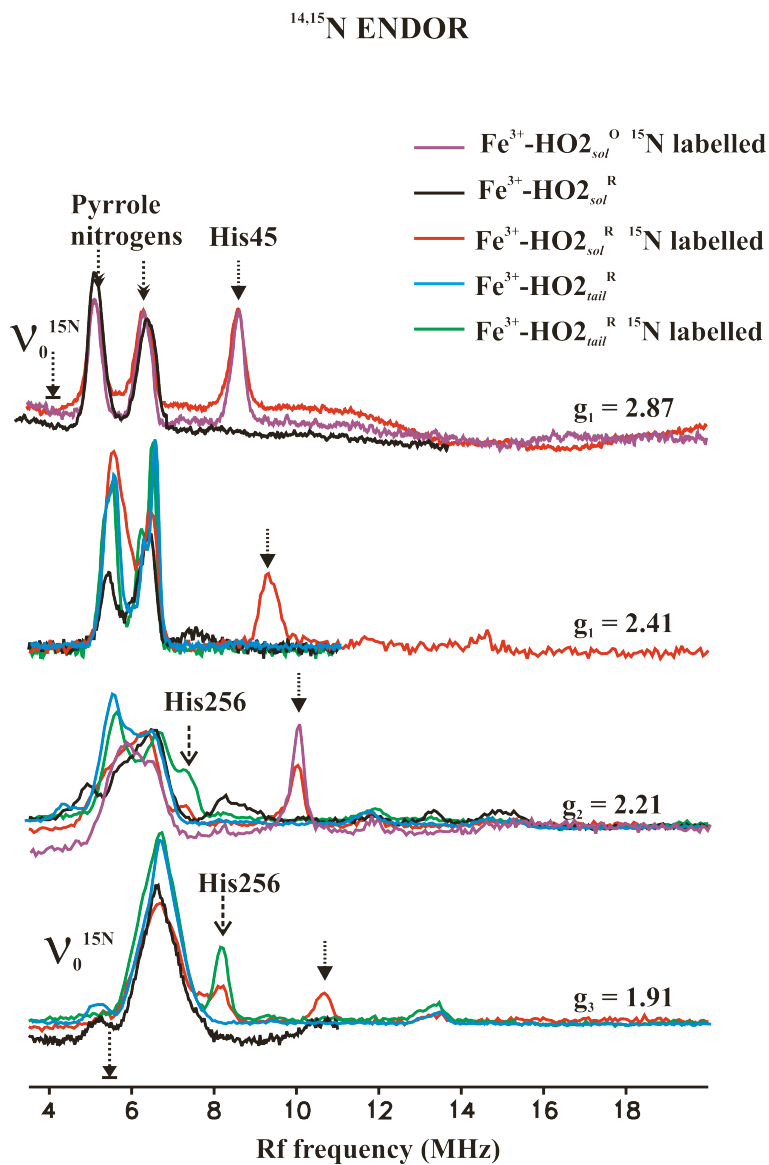 14,15N ENDOR
Fe3+-HO2solO 15N labelled
Fe3+-HO2solR
Fe3+-HO2solR 15N labelled
Fe3+-HO2tailR
Fe3+-HO2tailR 15N labelled
Pyrrole
nitrogens
His45
ν0 15N
g1 = 2.87
g1 = 2.41
His256
g2 = 2.21
His256
ν0 15N
g3 = 1.91
4 6 8 10 12 14 16 18
Rf frequency (MHz)